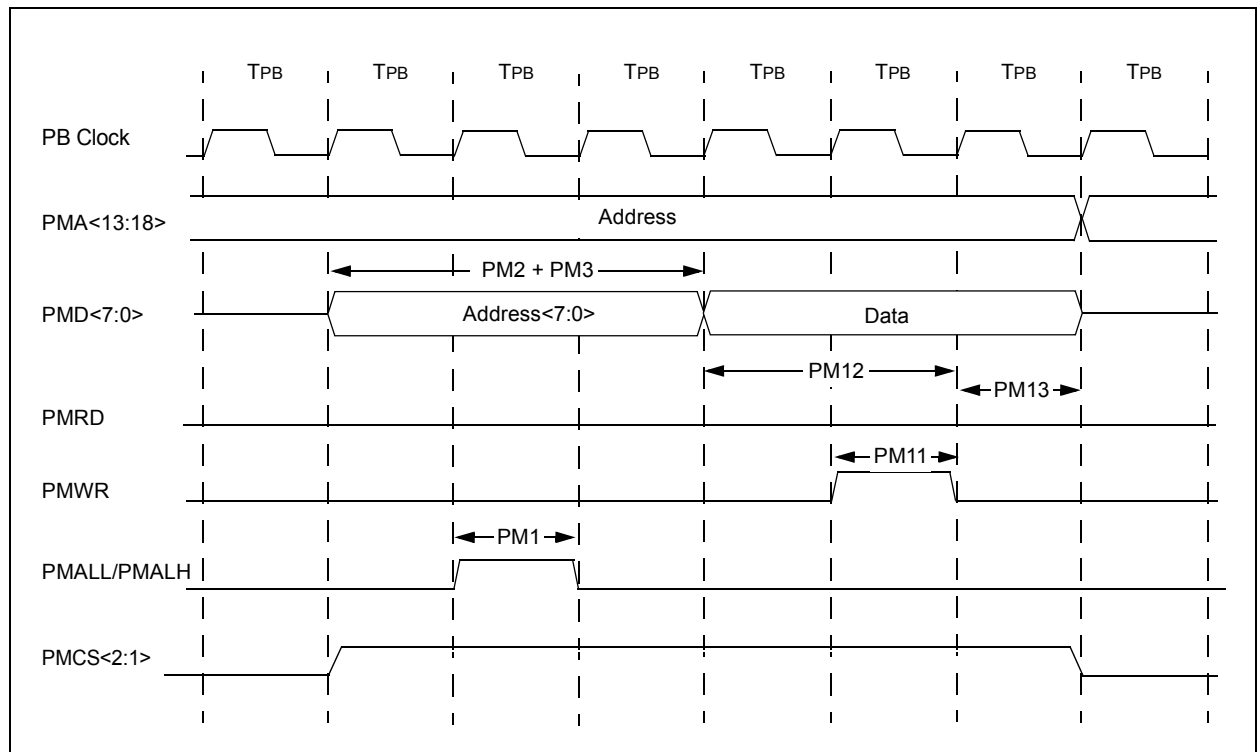 TPB TPB TPB TPB TPB TPB TPB TPB
PB Clock
PMA<13:18>
Address
PM2 + PM3
PMD<7:0>
Address<7:0>
Data
PM12
PM13
PMRD
PM11
PMWR
PM1
PMALL/PMALH
PMCS<2:1>